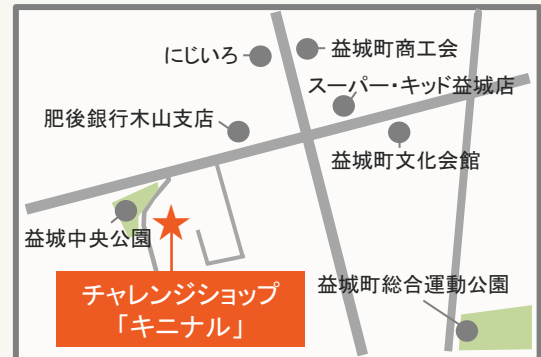 にじいろ
益城町商工会
スーパー・キッド益城店
肥後銀行木山支店
益城町文化会館
益城中央公園
チャレンジショップ
「キニナル」
益城町総合運動公園